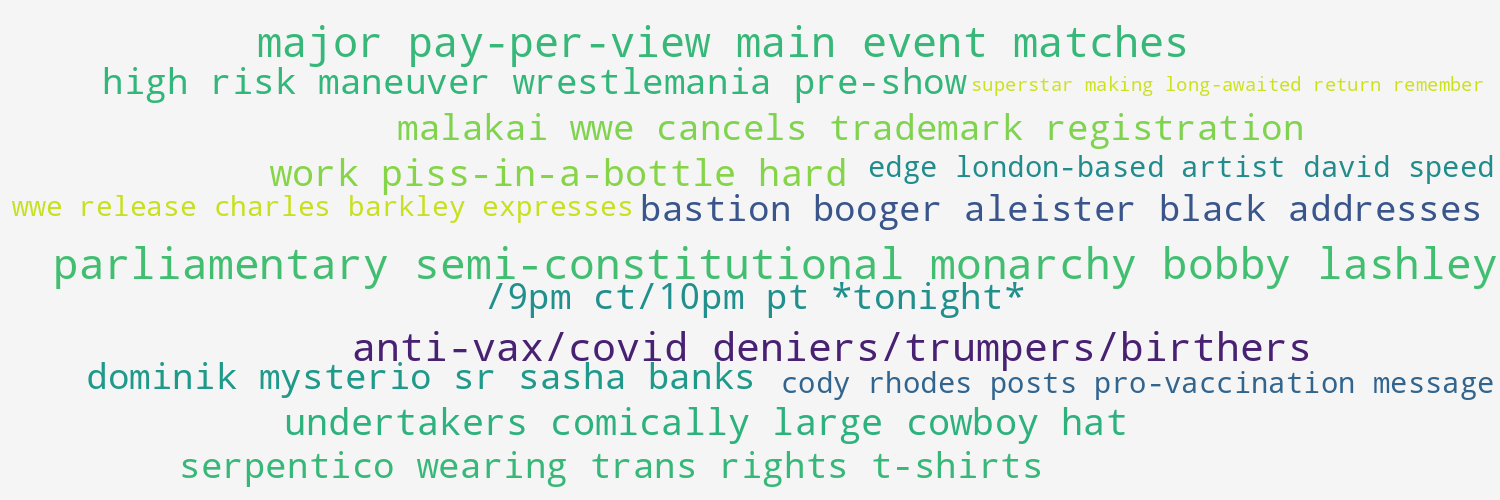 major pay-per-view main event matches
high risk maneuver wrestlemania pre-show
superstar making long-awaited return remember
malakai wwe cancels trademark registration
work piss-in-a-bottle hard
edge london-based artist david speed
wwe release charles barkley expresses
bastion booger aleister black addresses
parliamentary semi-constitutional monarchy bobby lashley
/9pm ct/10pm pt *tonight*
anti-vax/covid deniers/trumpers/birthers
dominik mysterio sr sasha banks
cody rhodes posts pro-vaccination message
undertakers comically large cowboy hat
serpentico wearing trans rights t-shirts